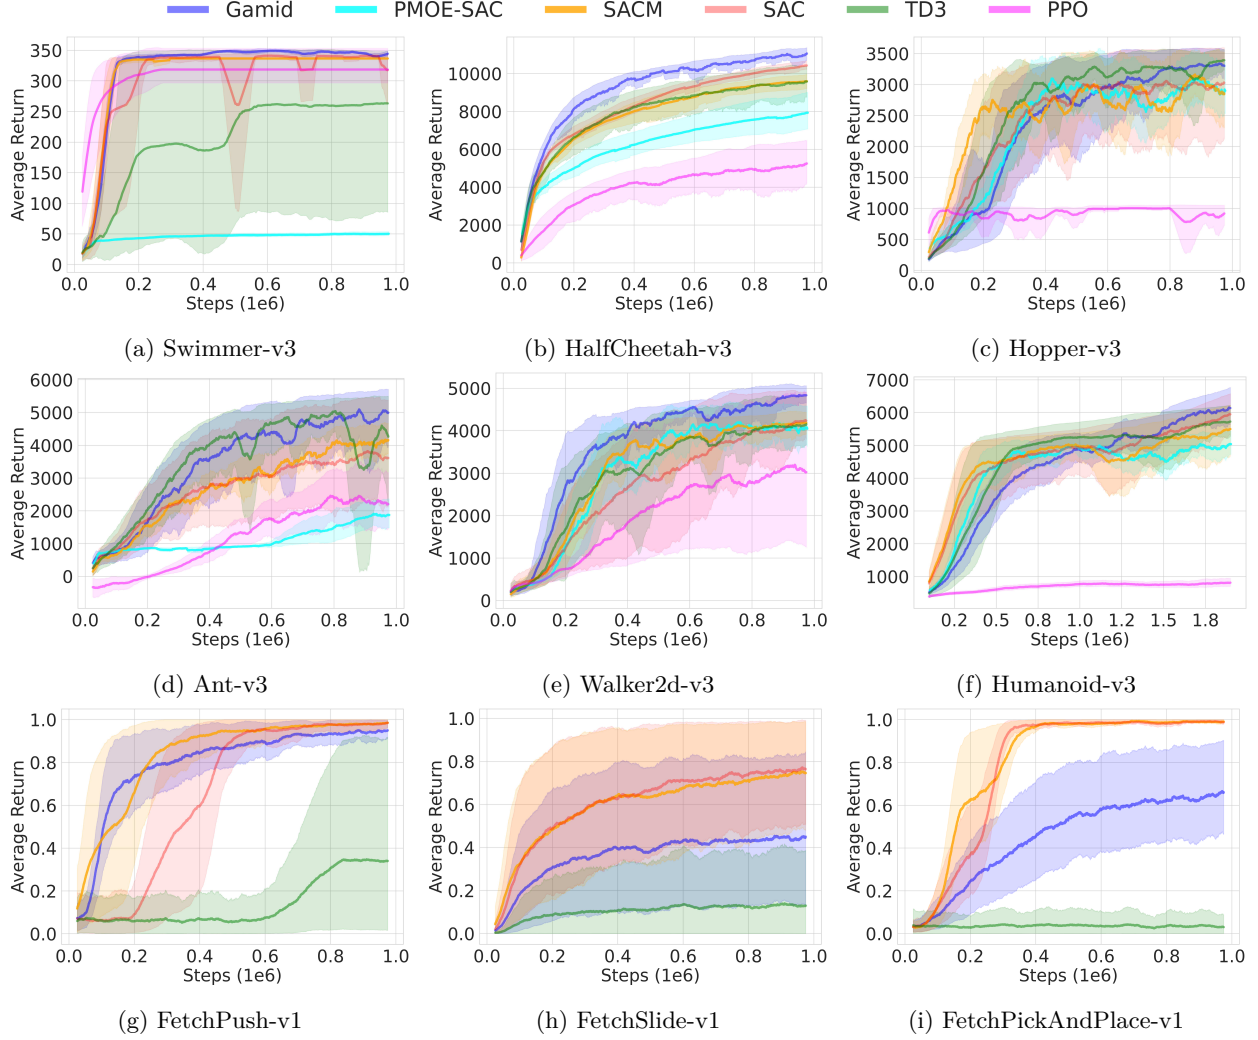 Gamid PMOE-SAC SACM SAC TD3 PPO
350 300 250 200 150 100 50 0
Average Return
0.0 0.2 0.4 0.6 0.8 1.0
Steps (1e6)
(a) Swimmer-v3
10000 8000 6000 4000 2000 0
Average Return
0.0 0.2 0.4 0.6 0.8 1.0
Steps (1e6)
(b) HalfCheetah-v3
3500 3000 2500 2000 1500 1000 500 0
Average Return
0.0 0.2 0.4 0.6 0.8 1.0
Steps (1e6)
(c) Hopper-v3
6000 5000 4000 3000 2000 1000 0
Average Return
0.0 0.2 0.4 0.6 0.8 1.0
Steps (1e6)
(d) Ant-v3
5000 4000 3000 2000 1000 0
Average Return
0.0 0.2 0.4 0.6 0.8 1.0
Steps (1e6)
(e) Walker2d-v3
7000 6000 5000 4000 3000 2000 1000
Average Return
0.2 0.5 0.8 1.0 1.2 1.5 1.8
Steps (1e6)
(f) Humanoid-v3
1.0 0.8 0.6 0.4 0.2 0.0
Average Return
0.0 0.2 0.4 0.6 0.8 1.0
Steps (1e6)
(g) FetchPush-v1
1.0 0.8 0.6 0.4 0.2 0.0
Average Return
0.0 0.2 0.4 0.6 0.8 1.0
Steps (1e6)
(h) FetchSlide-v1
1.0 0.8 0.6 0.4 0.2 0.0
Average Return
0.0 0.2 0.4 0.6 0.8 1.0
Steps (1e6)
(i) FetchPickAndPlace-v1